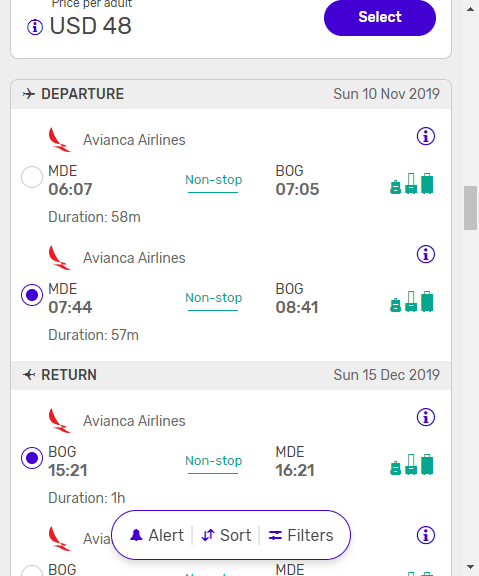 Price per adult
USD 48
Select
DEPARTURE Sun 10 Nov 2019
Avianca Airlines
MDE Non-stop BOG
06:07 07:05
Duration: 58m
Avianca Airlines
MDE Non-stop BOG
07:44 08:41
Duration: 57m
RETURN Sun 15 Dec 2019
Avianca Airlines
BOG Non-stop MDE
15:21 16:21
Duration: 1h
Avia
Alert Sort Filters
BOG Non-stop MDE